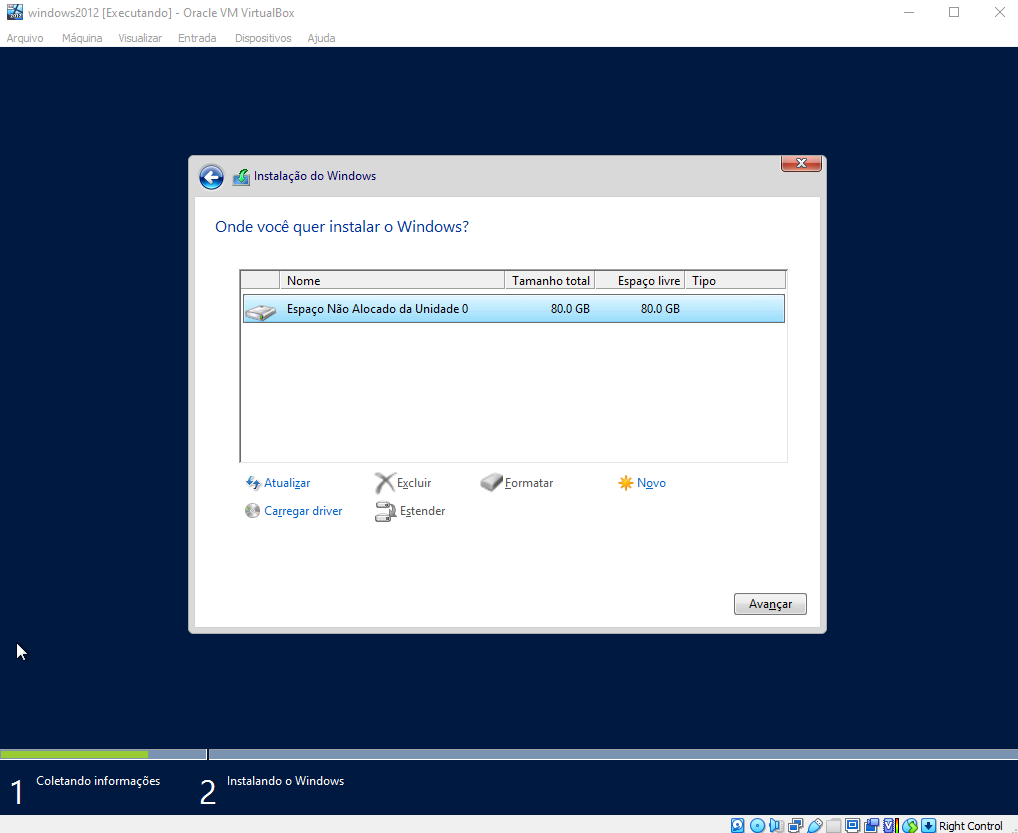 windows2012 [Executando] - Oracle VM VirtualBox
Arquivo Máquina Visualizar Entrada Dispositivos Ajuda
Instalação do Windows
Onde você quer instalar o Windows?
Nome Tamanho total Espaço livre Tipo
Espaço Não Alocado da Unidade 0 80.0 GB 80.0 GB
Atualizar Excluir Formatar Novo
Carregar driver Estender
Avançar
1 Coletando informações 2 Instalando o Windows
Right Control